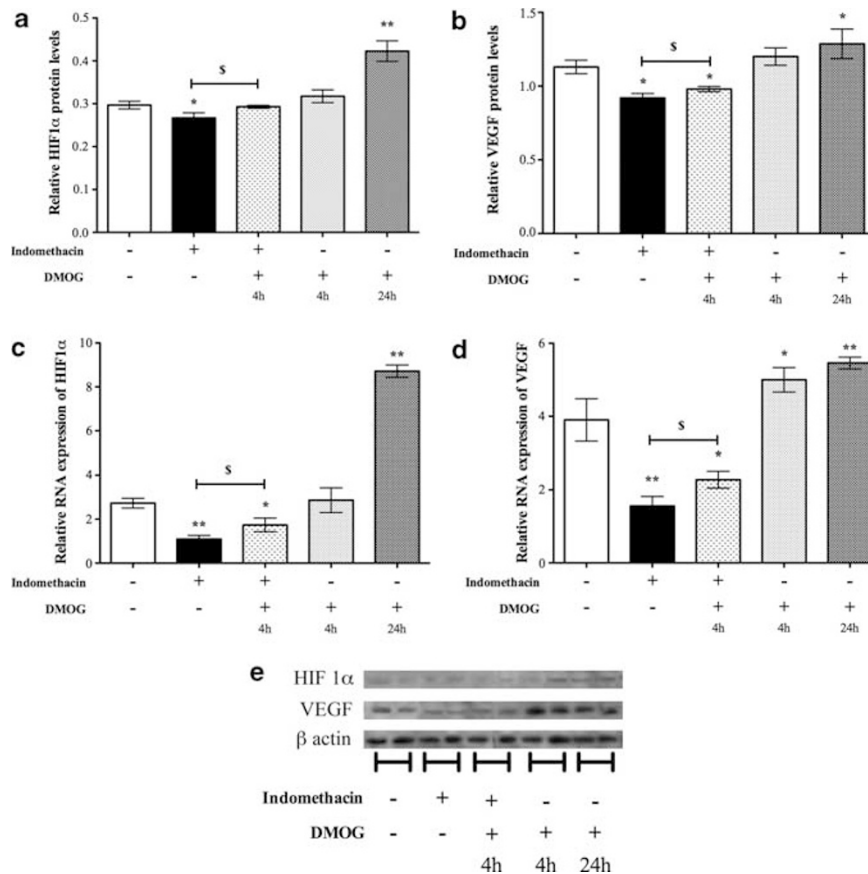 a
Relative HIF1α protein levels
0.5
0.4
0.3
0.2
0.1
0.0
*
$
**
Indomethacin - + + - -
DMOG - - + + +
4h 4h 24h
b
Relative VEGF protein levels
1.5
1.0
0.5
0.0
*
$
*
*
Indomethacin - + + - -
DMOG - - + + +
4h 4h 24h
c
Relative RNA expression of HIF1α
10
8
6
4
2
0
**
$
*
**
Indomethacin - + + - -
DMOG - - + + +
4h 4h 24h
d
Relative RNA expression of VEGF
6
4
2
0
**
$
*
*
**
Indomethacin - + + - -
DMOG - - + + +
4h 4h 24h
e
HIF 1α
VEGF
β actin
Indomethacin - + + - -
DMOG - - + + +
4h 4h 24h